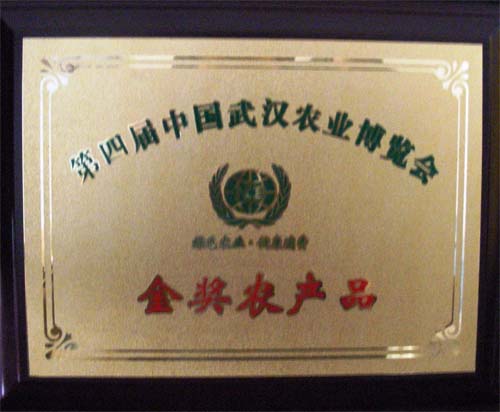 第四届中国武汉农业博览会
绿色农业·健康消费
金奖农产品